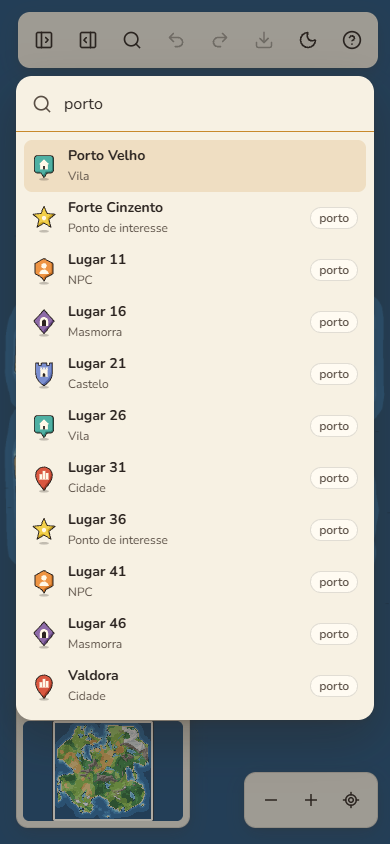 porto
Porto Velho
Vila
Forte Cinzento
Ponto de interesse
porto
Lugar 11
NPC
porto
Lugar 16
Masmorra
porto
Lugar 21
Castelo
porto
Lugar 26
Vila
porto
Lugar 31
Cidade
porto
Lugar 36
Ponto de interesse
porto
Lugar 41
NPC
porto
Lugar 46
Masmorra
porto
Valdora
Cidade
porto